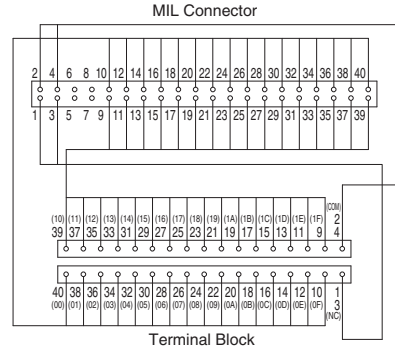 MIL Connector
2 4 6 8 10 12 14 16 18 20 22 24 26 28 30 32 34 36 38 40
1 3 5 7 9 11 13 15 17 19 21 23 25 27 29 31 33 35 37 39
(10) (11) (12) (13) (14) (15) (16) (17) (18) (19) (1A) (1B) (1C) (1D) (1E) (1F) (COM) 2
39 37 35 33 31 29 27 25 23 21 19 17 15 13 11 9 4
40 38 36 34 32 30 28 26 24 22 20 18 16 14 12 10 1
(00) (01) (02) (03) (04) (05) (06) (07) (08) (09) (0A) (0B) (0C) (0D) (0E) (0F) 3 (NC)
Terminal Block